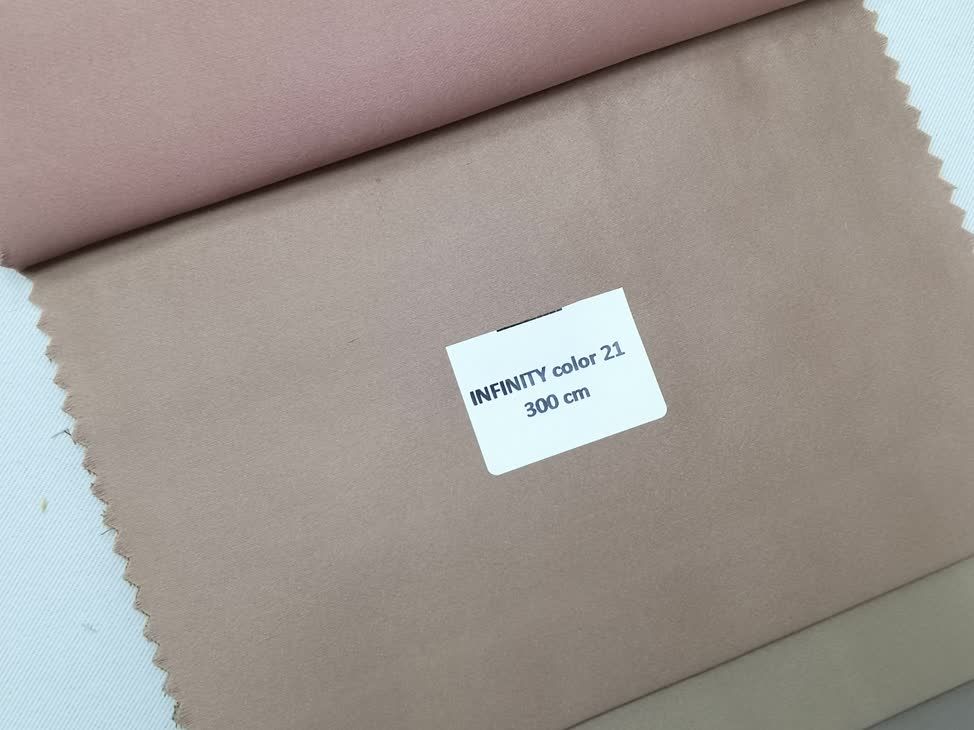 INFINITY color 21
300 cm